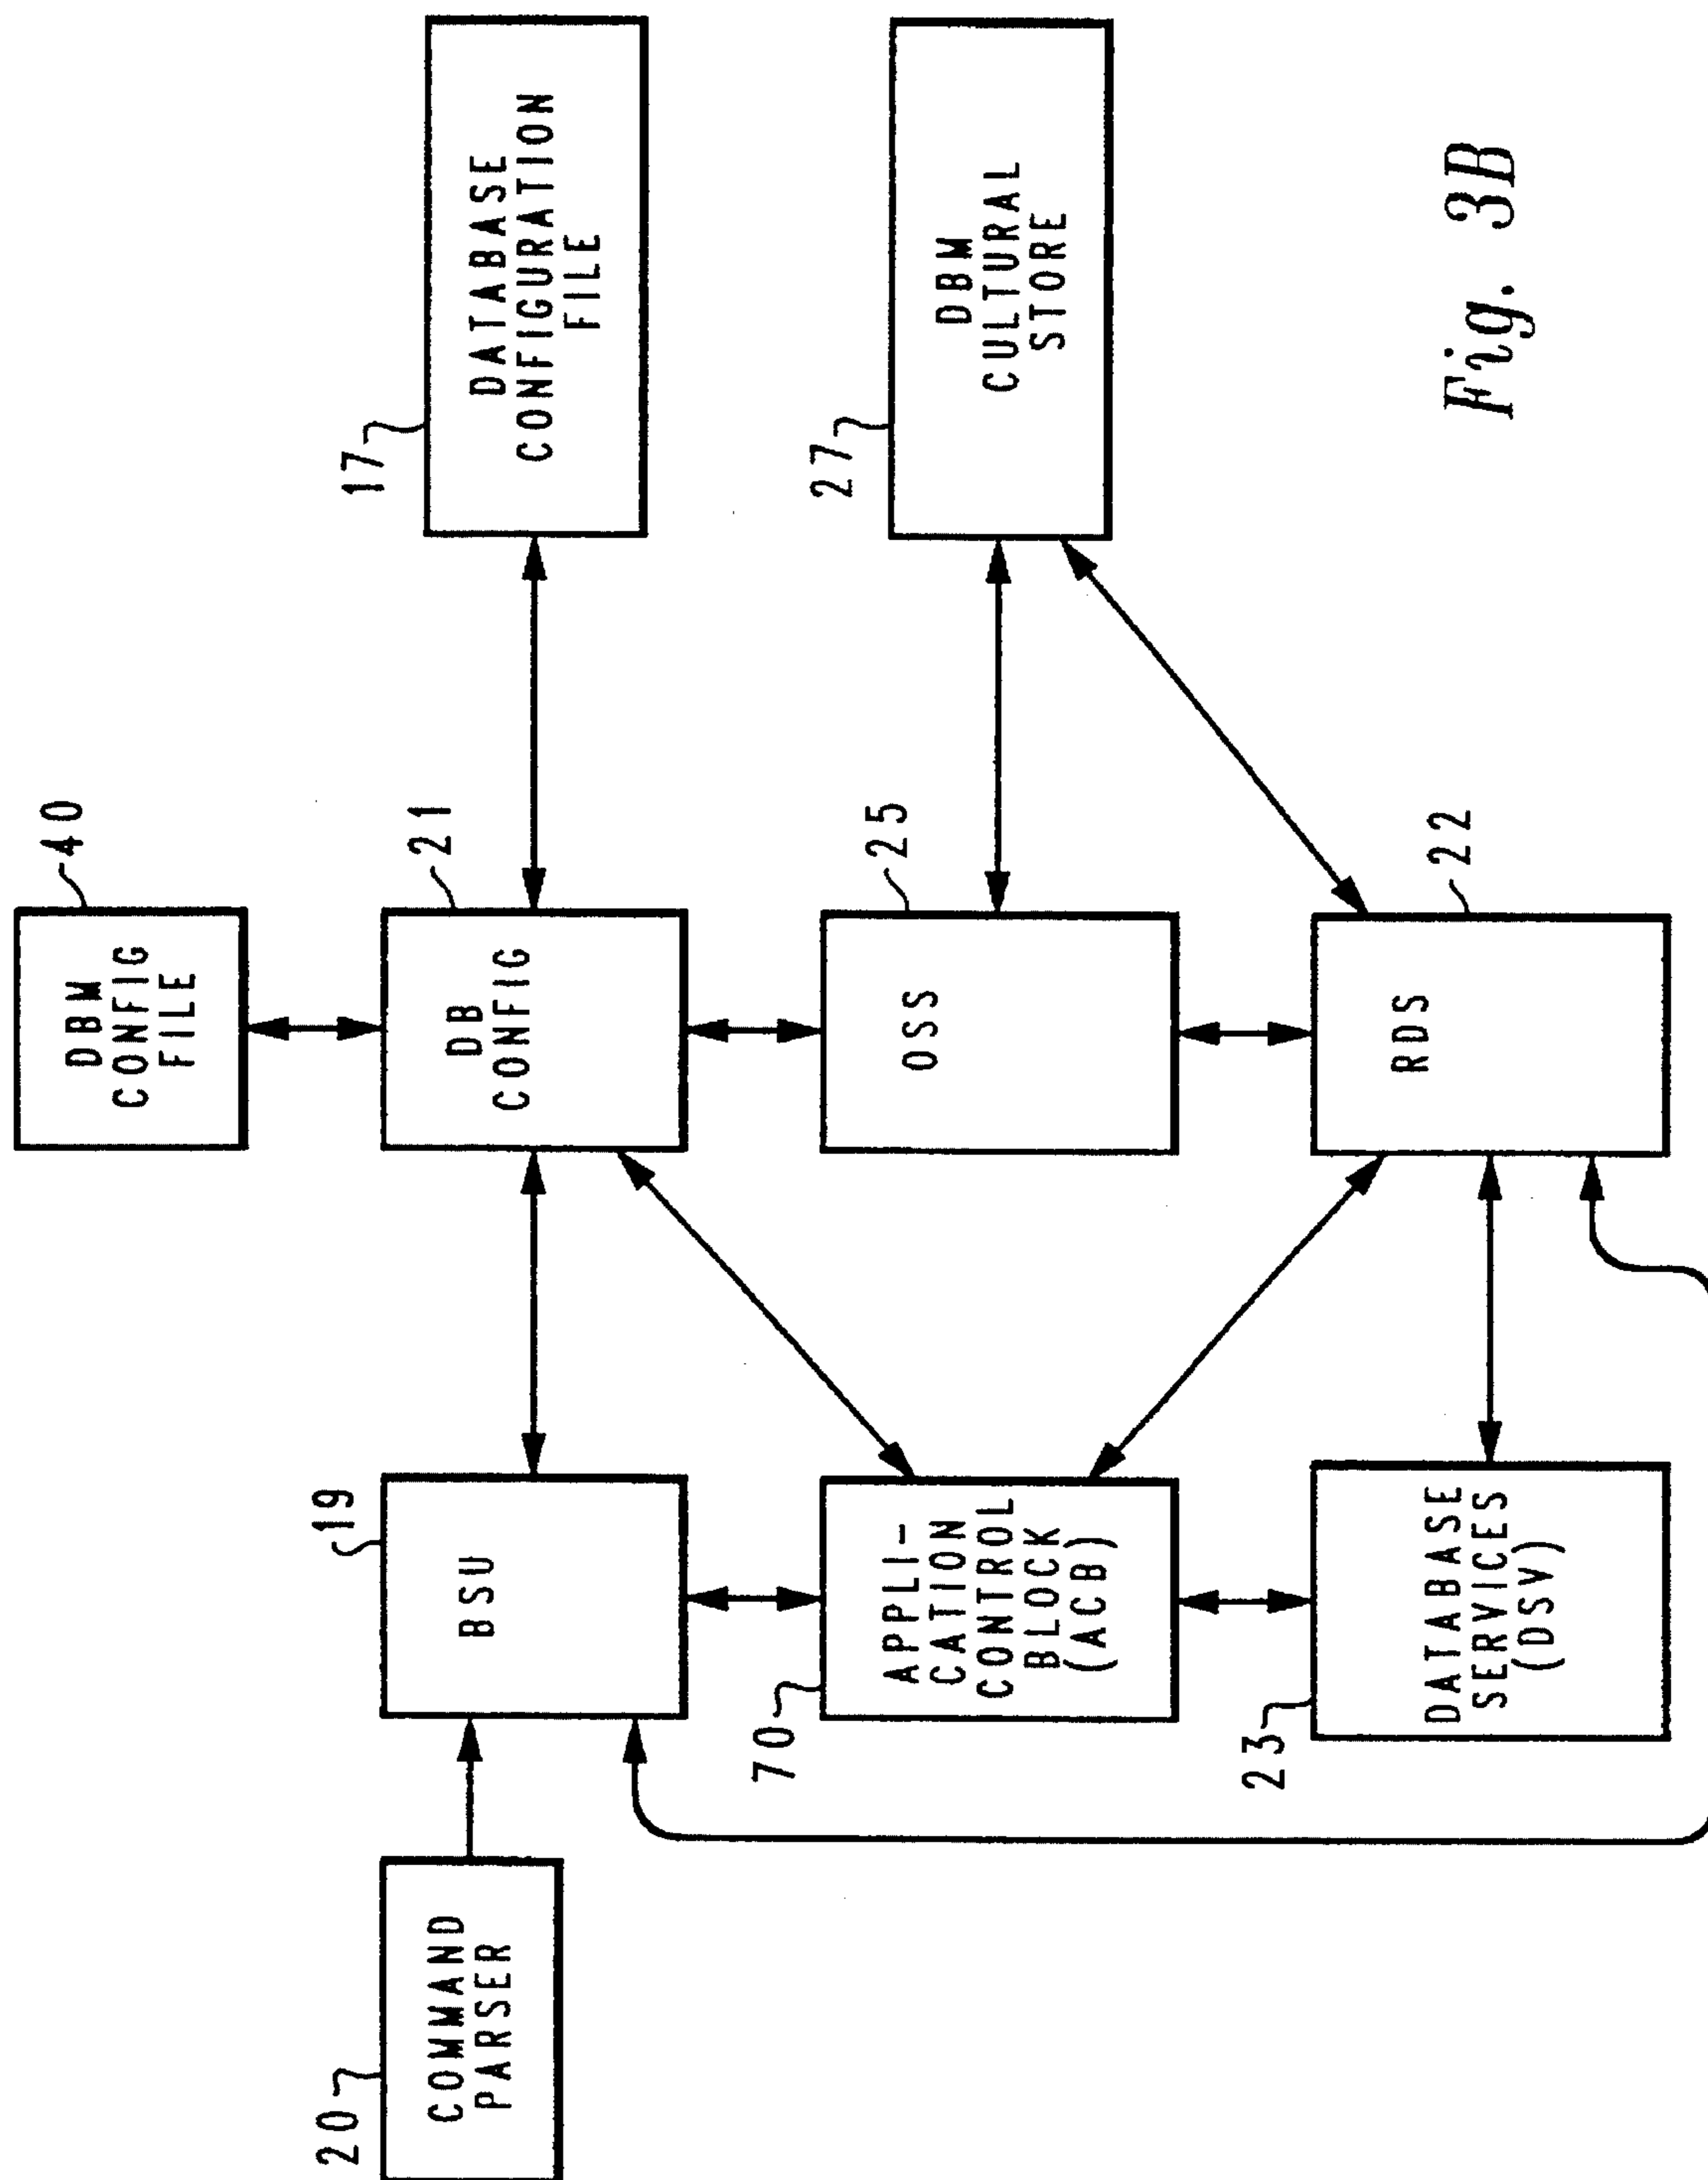 40
DBM
CONFIG
FILE
20
COMMAND
PARSER
19
BSU
21
DB
CONFIG
17
DATABASE
CONFIGURATION
FILE
70
APPLI-
CATION
CONTROL
BLOCK
(ACB)
25
OSS
27
DBM
CULTURAL
STORE
23
DATABASE
SERVICES
(DSV)
22
RDS
Fig. 3B